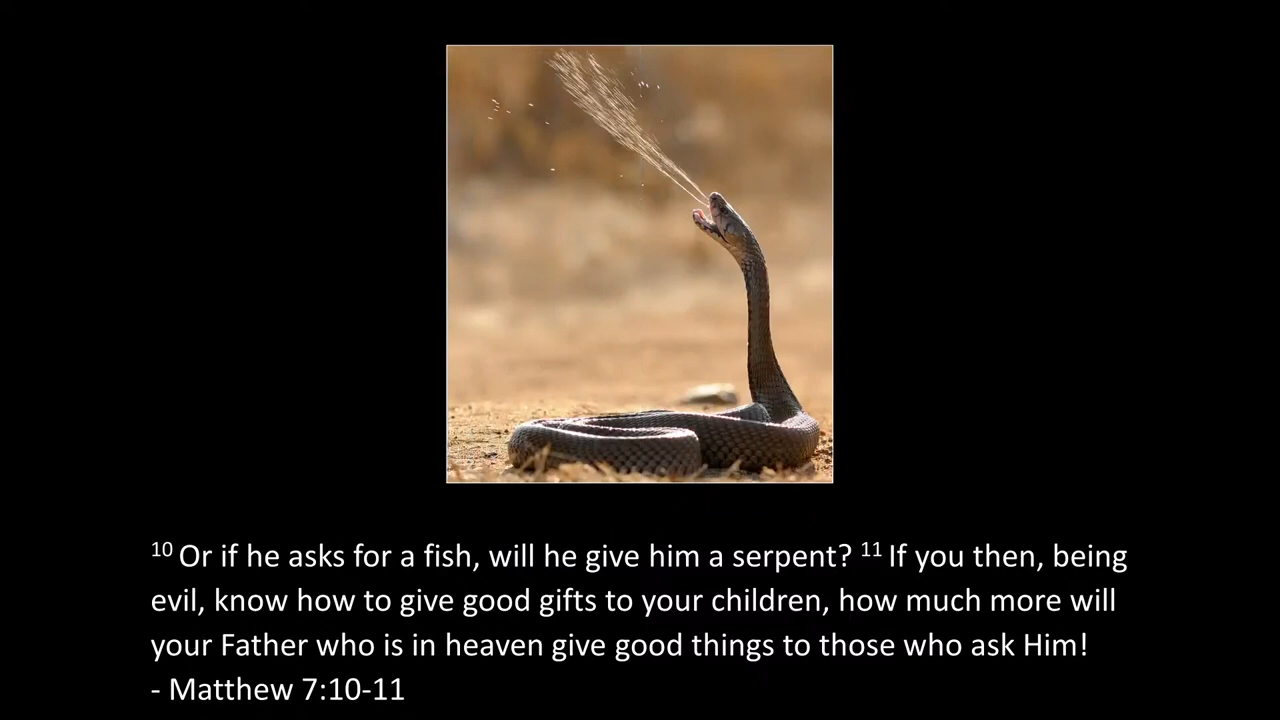 ¹⁰ Or if he asks for a fish, will he give him a serpent? ¹¹ If you then, being
evil, know how to give good gifts to your children, how much more will
your Father who is in heaven give good things to those who ask Him!
- Matthew 7:10-11